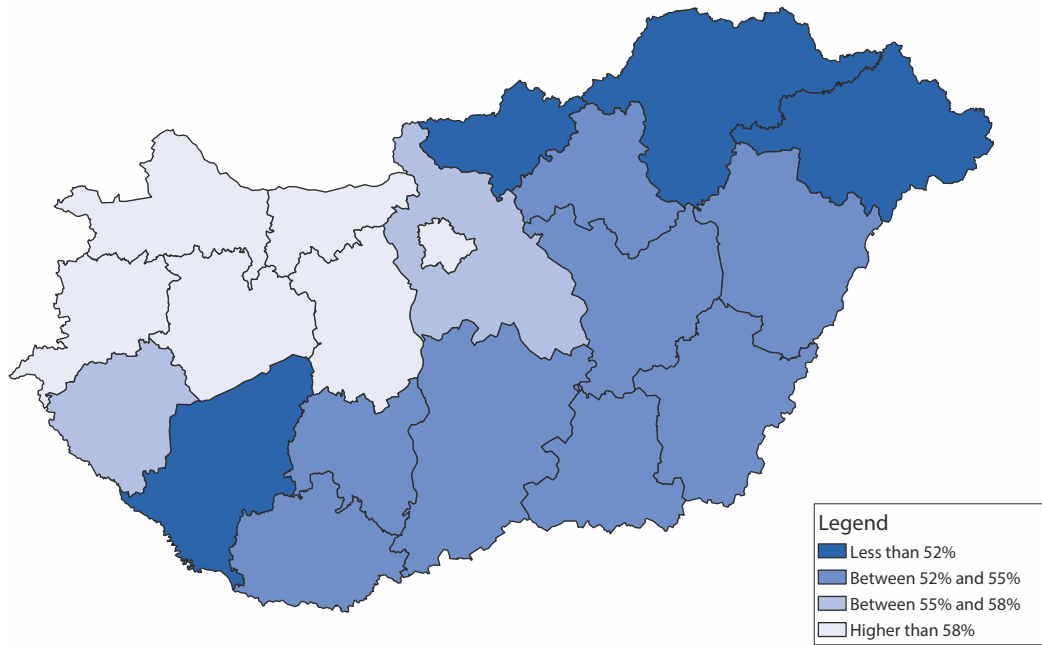 Legend
Less than 52%
Between 52% and 55%
Between 55% and 58%
Higher than 58%